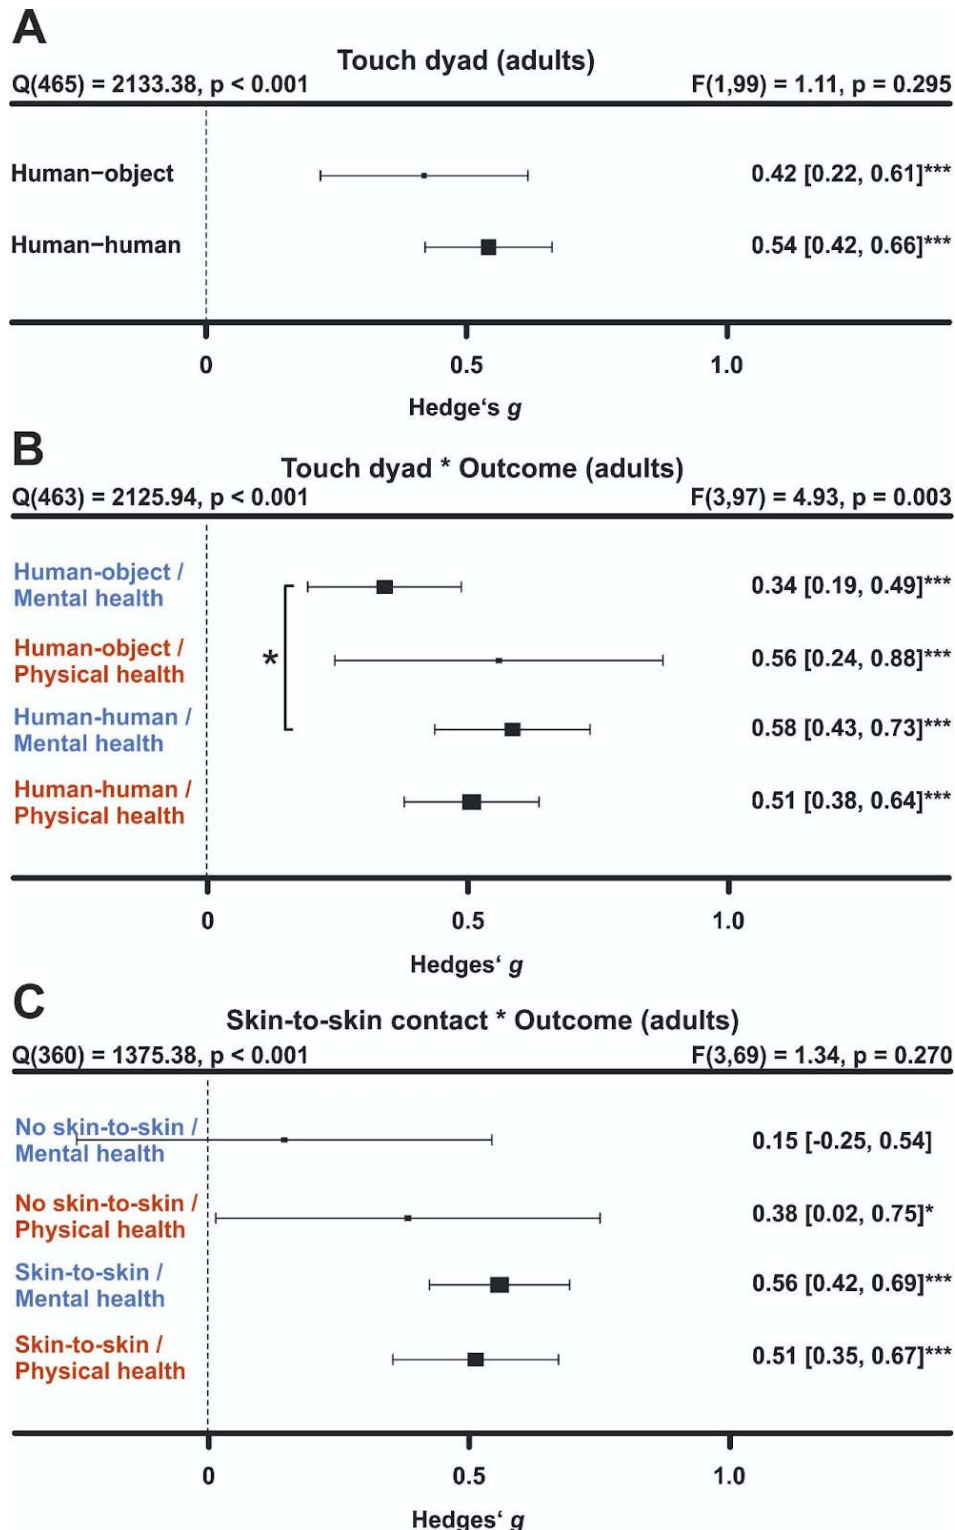 A
Touch dyad (adults)
Q(465) = 2133.38, p < 0.001 F(1,99) = 1.11, p = 0.295
Human−object 0.42 [0.22, 0.61]***
Human−human 0.54 [0.42, 0.66]***
0 0.5 1.0
Hedge‘s g
B
Touch dyad * Outcome (adults)
Q(463) = 2125.94, p < 0.001 F(3,97) = 4.93, p = 0.003
Human-object /
Mental health 0.34 [0.19, 0.49]***
Human-object /
Physical health 0.56 [0.24, 0.88]***
*
Human-human /
Mental health 0.58 [0.43, 0.73]***
Human-human /
Physical health 0.51 [0.38, 0.64]***
0 0.5 1.0
Hedges‘ g
C
Skin-to-skin contact * Outcome (adults)
Q(360) = 1375.38, p < 0.001 F(3,69) = 1.34, p = 0.270
No skin-to-skin /
Mental health 0.15 [-0.25, 0.54]
No skin-to-skin /
Physical health 0.38 [0.02, 0.75]*
Skin-to-skin /
Mental health 0.56 [0.42, 0.69]***
Skin-to-skin /
Physical health 0.51 [0.35, 0.67]***
0 0.5 1.0
Hedges‘ g